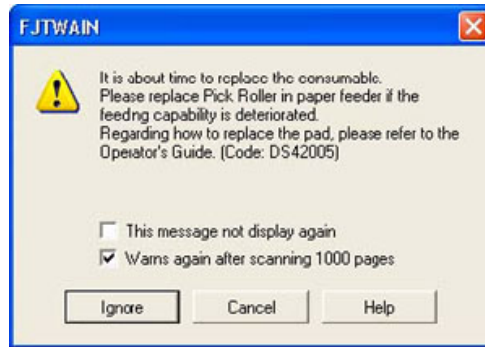 FJTWAIN
It is about time to replace the consumable.
Please replace Pick Roller in paper feeder if the
feeding capability is deteriorated.
Regarding how to replace the pad, please refer to the
Operator's Guide. (Code: DS42005)
This message not display again
Warns again after scanning 1000 pages
Ignore
Cancel
Help